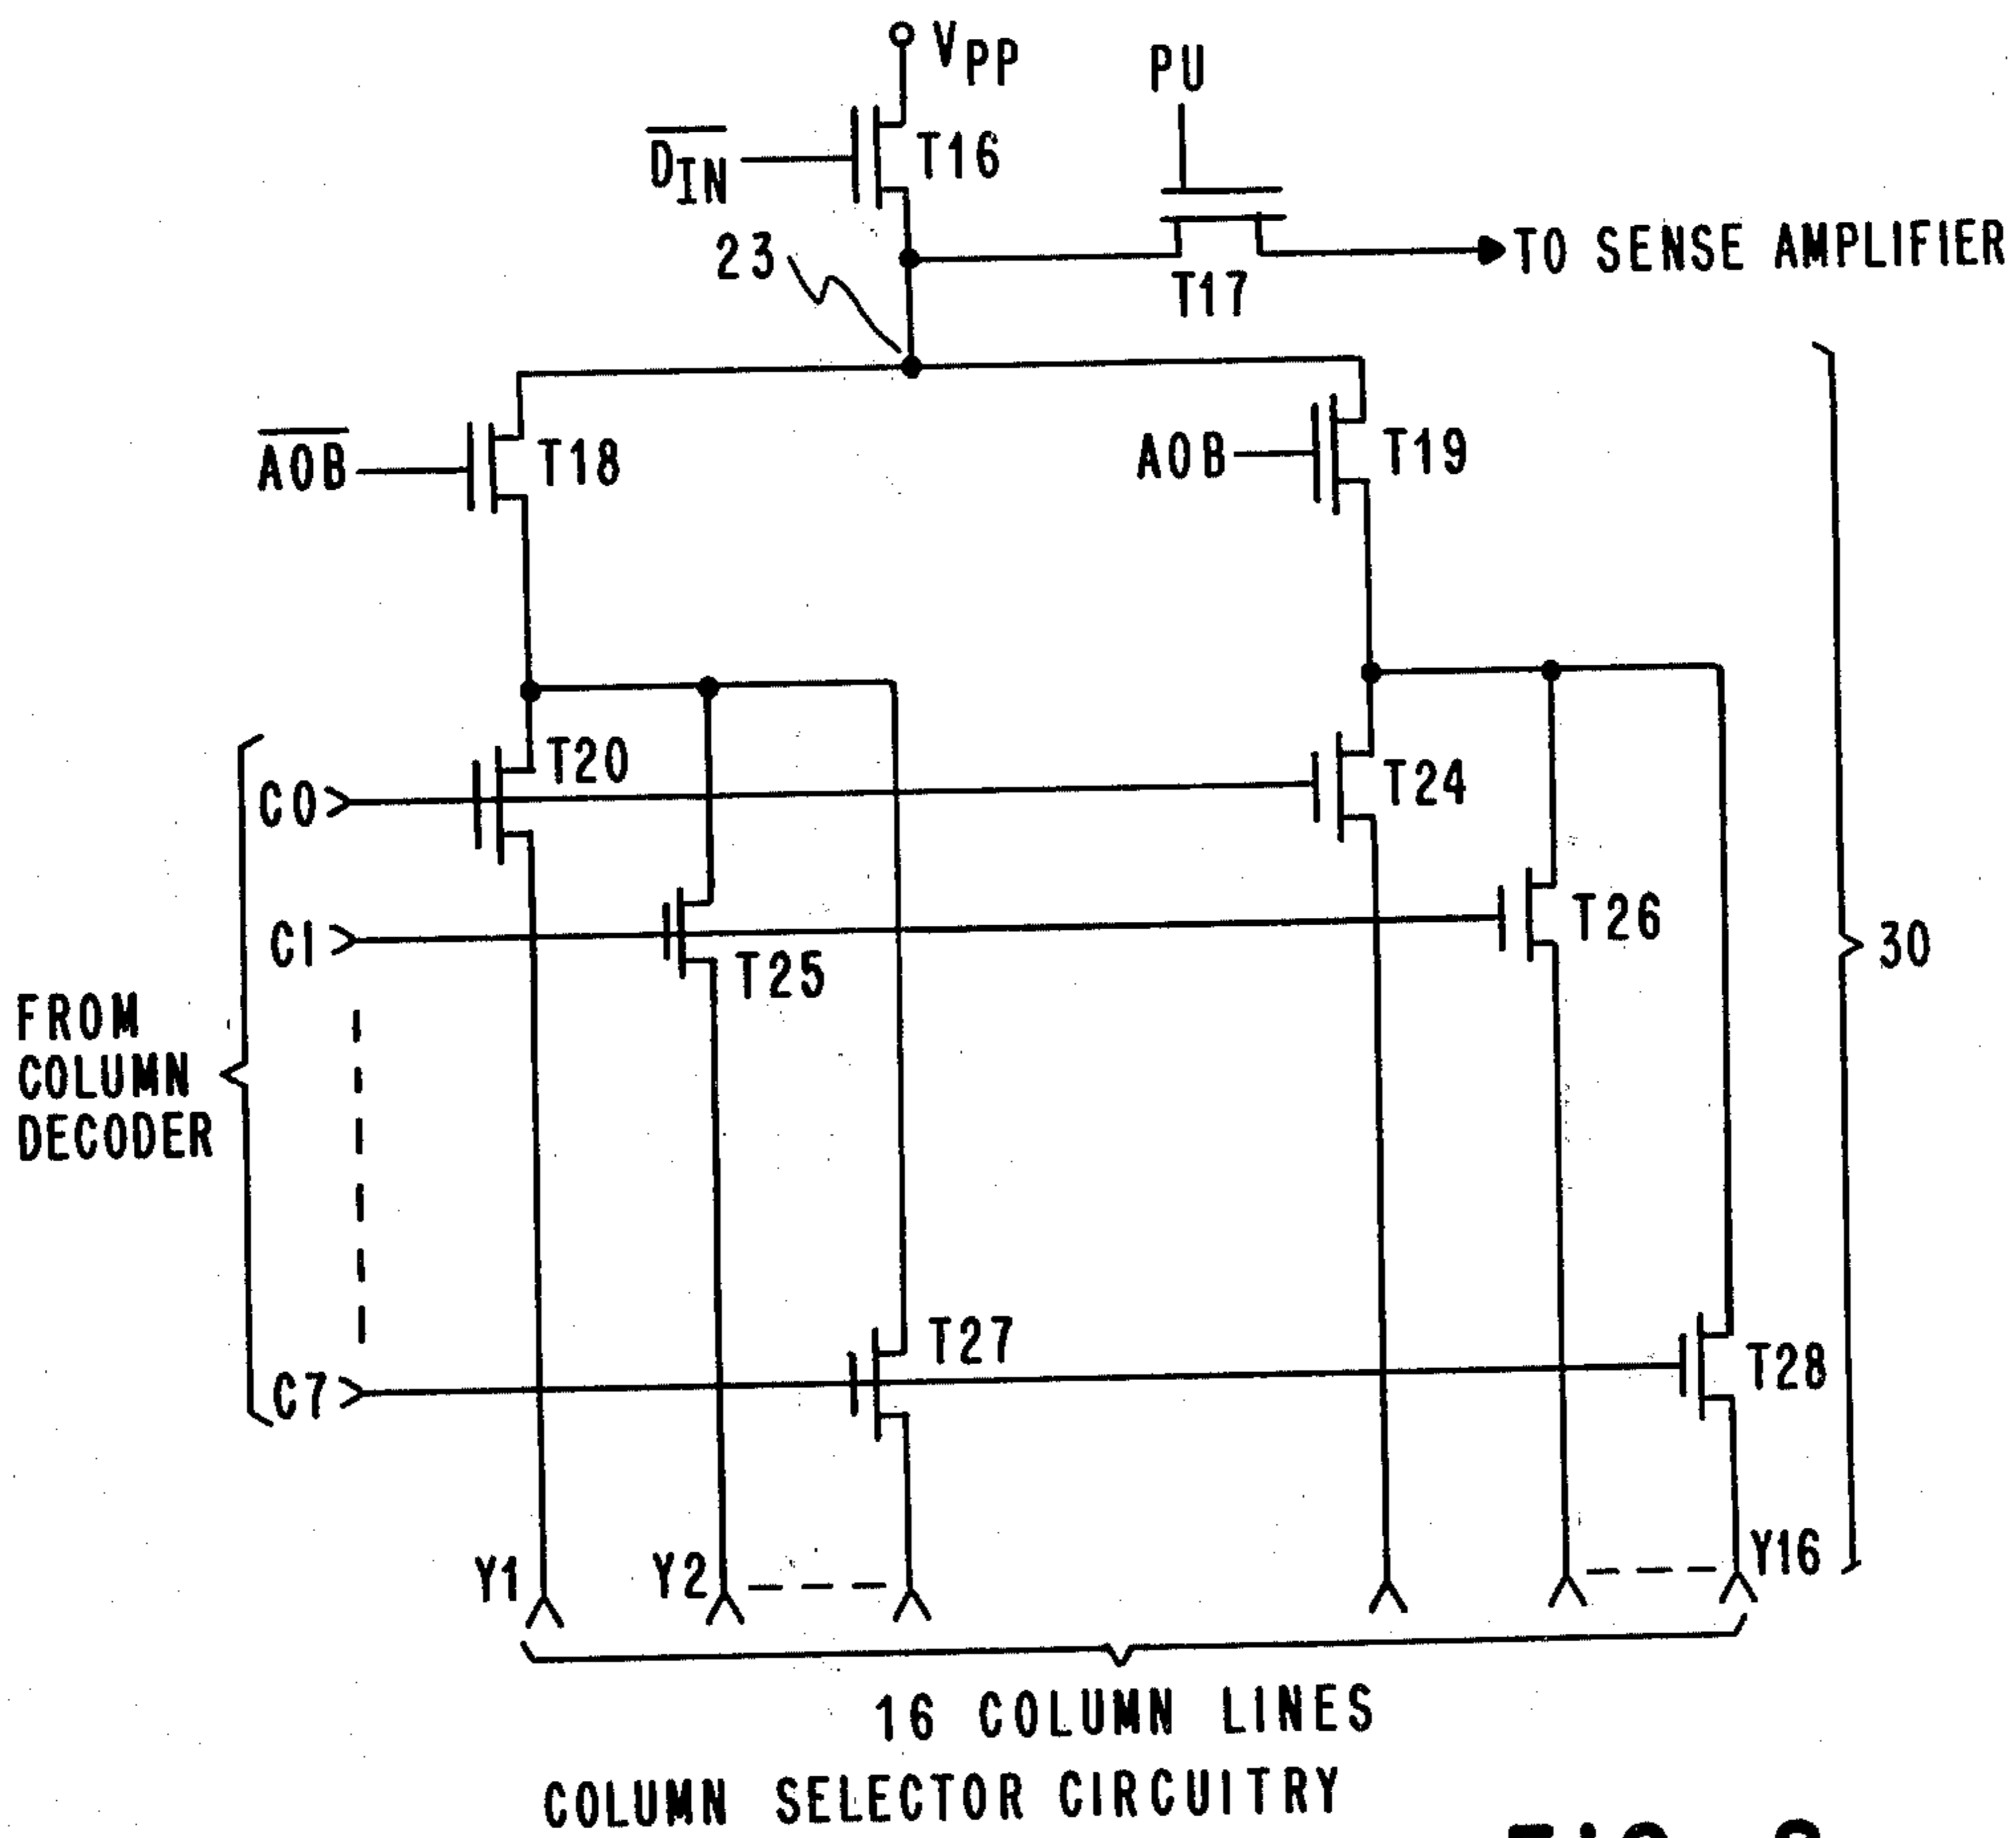 VPP
PU
DIN
T16
23
TO SENSE AMPLIFIER
T17
AOB
T18
AOB
T19
T20
C0
T24
C1
T25
T26
30
FROM
COLUMN
DECODER
T27
C7
T28
Y1
Y2
Y16
16 COLUMN LINES
COLUMN SELECTOR CIRCUITRY